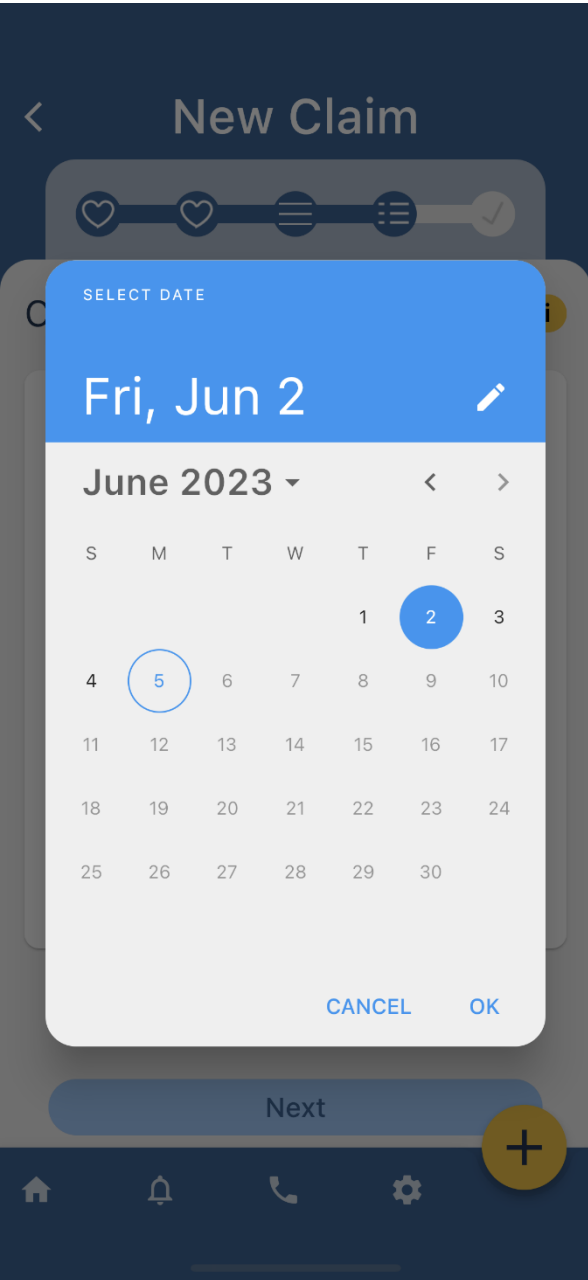 New Claim
SELECT DATE
Fri, Jun 2
June 2023
S M T W T F S
1 2 3
4 5 6 7 8 9 10
11 12 13 14 15 16 17
18 19 20 21 22 23 24
25 26 27 28 29 30
CANCEL OK
Next